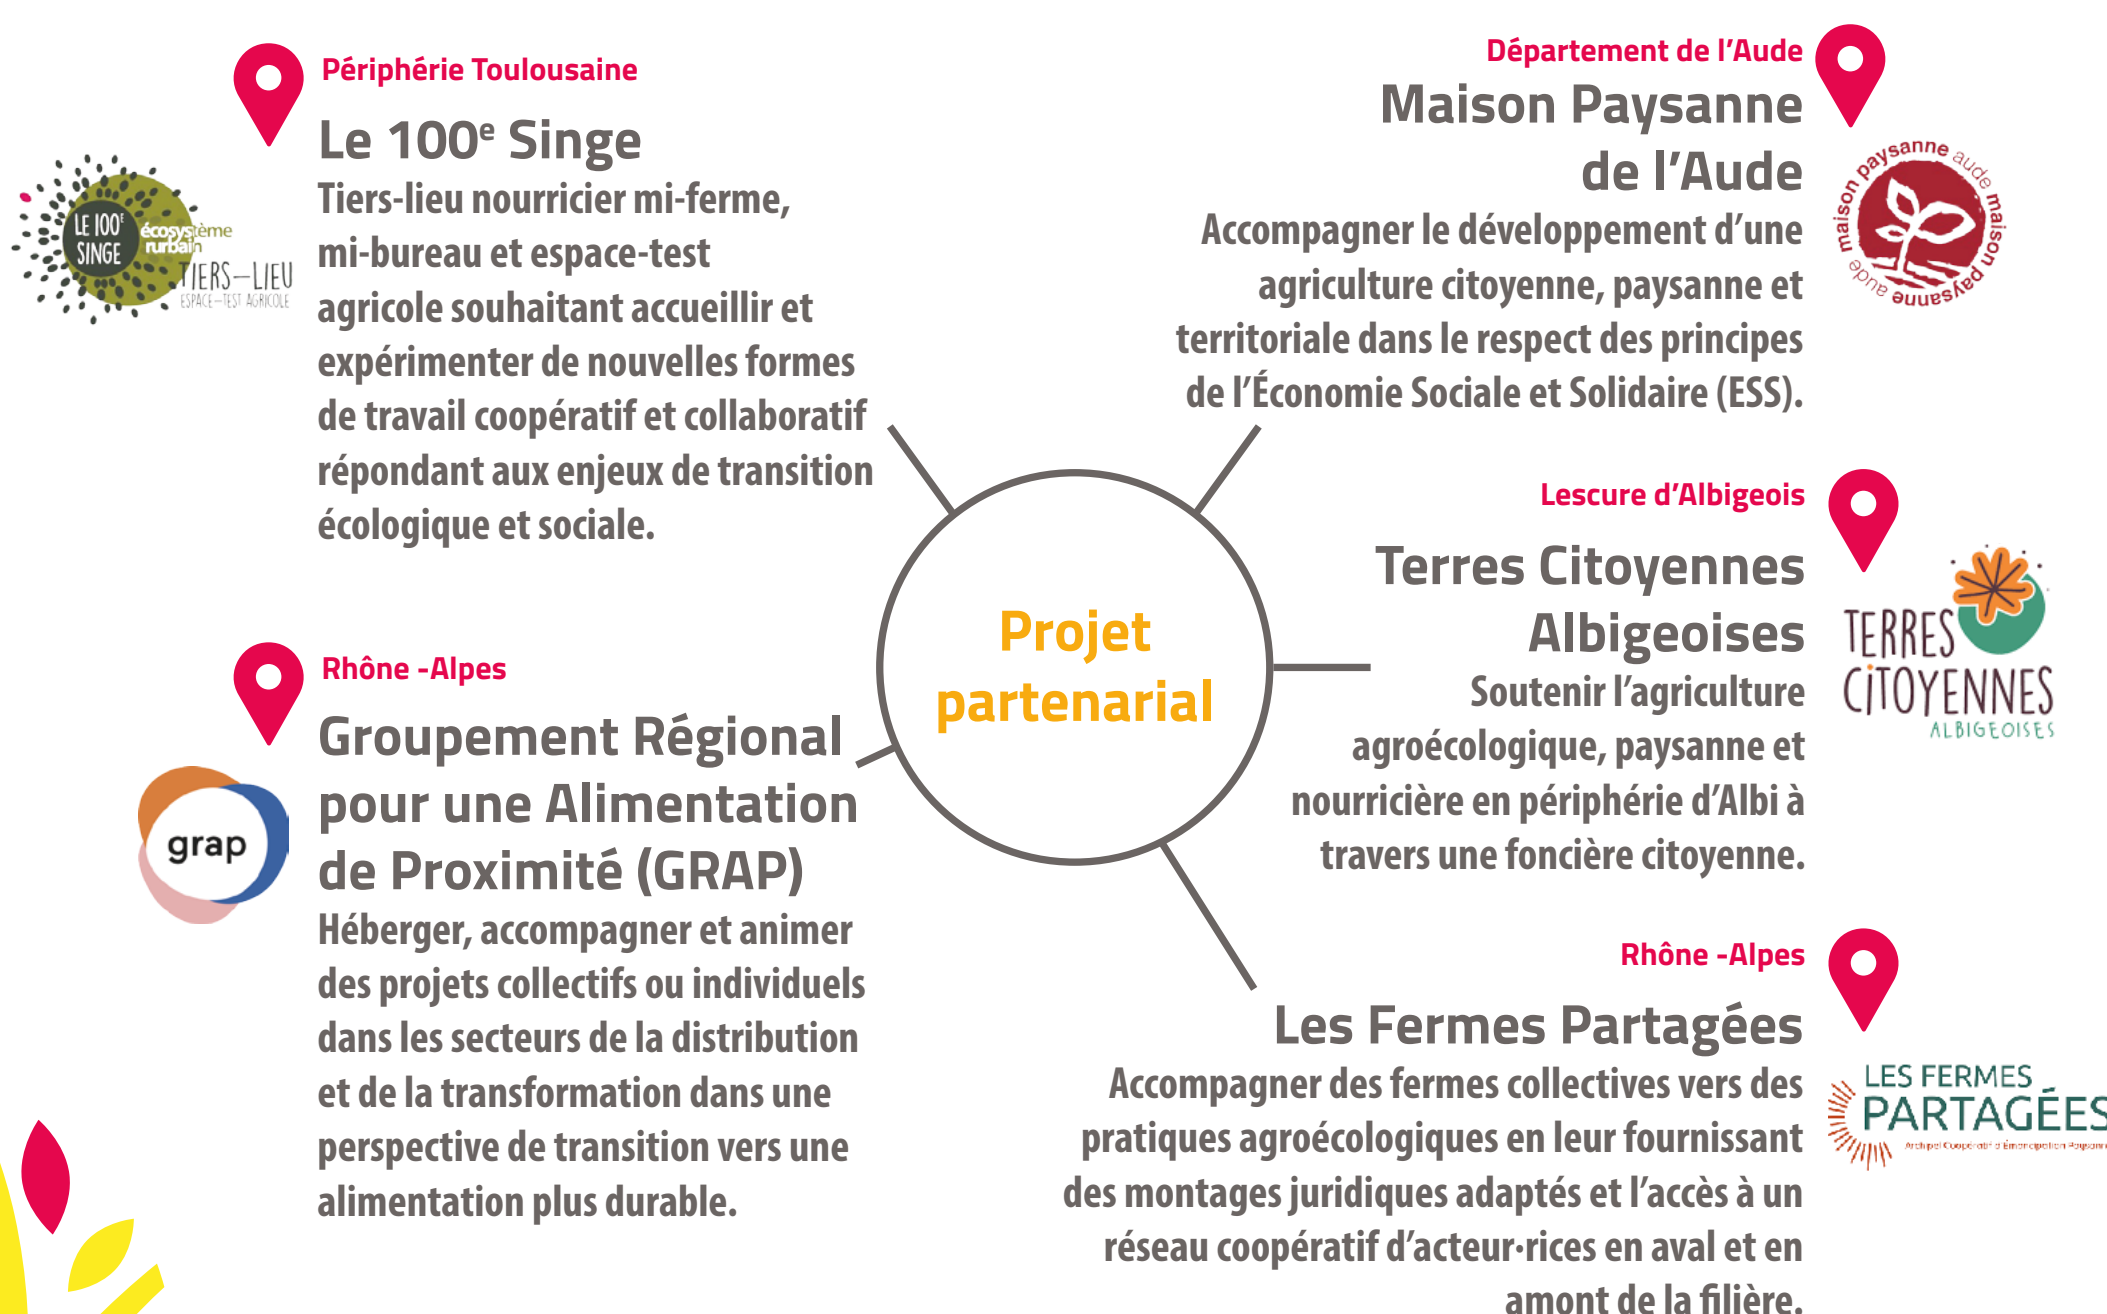 Périphérie Toulousaine
Le 100e Singe
Tiers-lieu nourricier mi-ferme,
mi-bureau et espace-test
agricole souhaitant accueillir et
expérimenter de nouvelles formes
de travail coopératif et collaboratif
répondant aux enjeux de transition
écologique et sociale.
LE 100E
SINGE
écosystème
rurbain
TIERS-LIEU
ESPACE-TEST AGRICOLE
Rhône -Alpes
Groupement Régional
pour une Alimentation
de Proximité (GRAP)
Héberger, accompagner et animer
des projets collectifs ou individuels
dans les secteurs de la distribution
et de la transformation dans une
perspective de transition vers une
alimentation plus durable.
grap
Projet
partenarial
Département de l'Aude
Maison Paysanne
de l'Aude
Accompagner le développement d'une
agriculture citoyenne, paysanne et
territoriale dans le respect des principes
de l'Économie Sociale et Solidaire (ESS).
maison paysanne aude maison paysanne aude
Lescure d'Albigeois
Terres Citoyennes
Albigeoises
Soutenir l'agriculture
agroécologique, paysanne et
nourricière en périphérie d'Albi à
travers une foncière citoyenne.
TERRES
CiTOYENNES
ALBIGEOISES
Rhône -Alpes
Les Fermes Partagées
Accompagner des fermes collectives vers des
pratiques agroécologiques en leur fournissant
des montages juridiques adaptés et l'accès à un
réseau coopératif d'acteur·rices en aval et en
amont de la filière.
LES FERMES
PARTAGÉES
Archipel Coopératif d'Émancipation Paysann